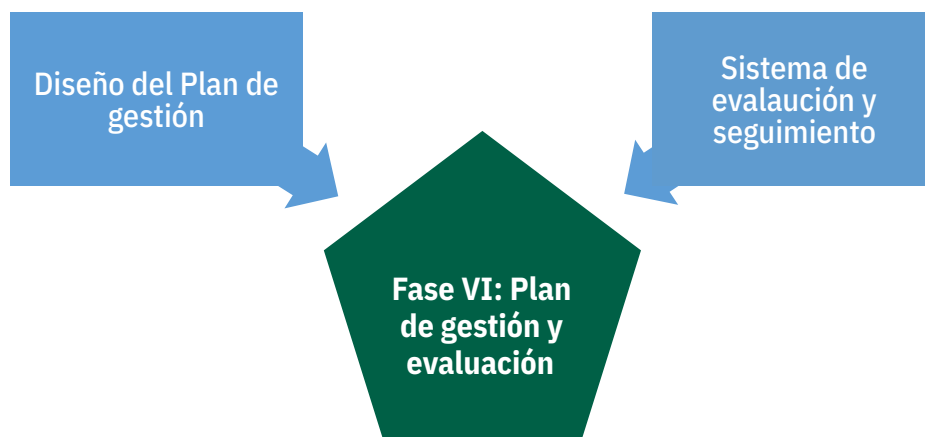 Diseño del Plan de
gestión
Sistema de
evalaución y
seguimiento
Fase VI: Plan
de gestión y
evaluación